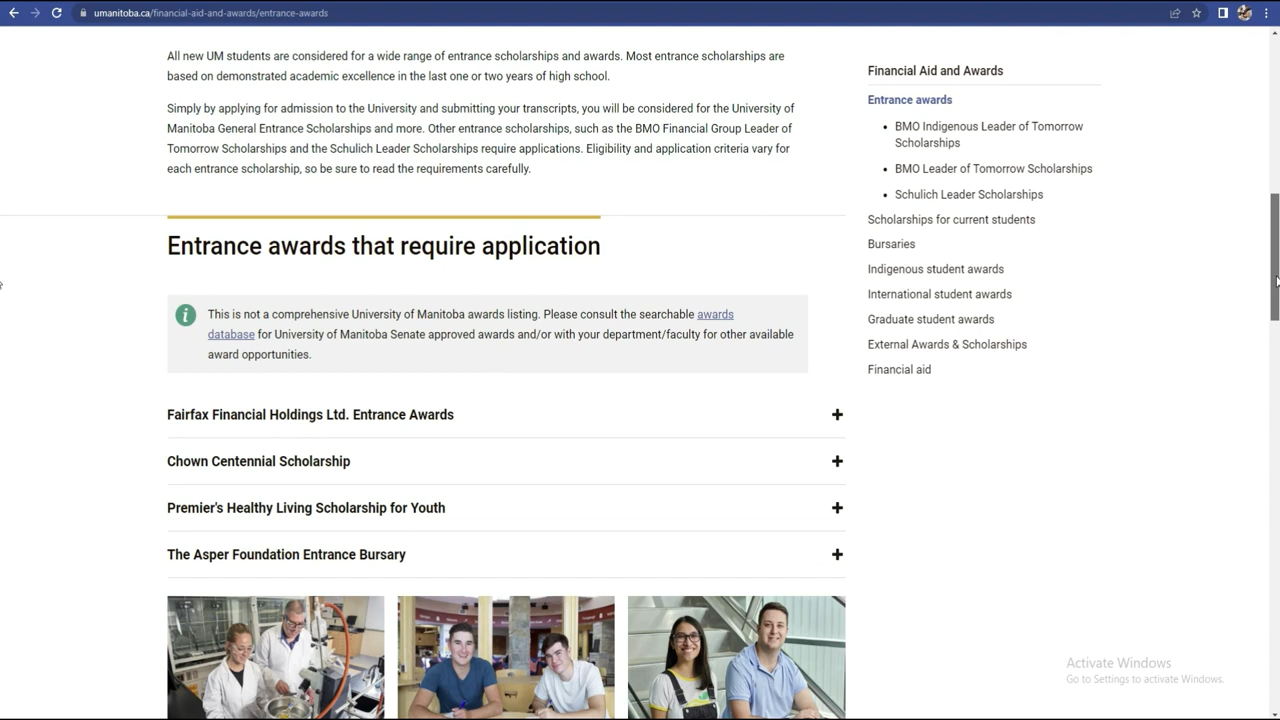 umanitoba.ca/financial-aid-and-awards/entrance-awards
All new UM students are considered for a wide range of entrance scholarships and awards. Most entrance scholarships are
based on demonstrated academic excellence in the last one or two years of high school.
Simply by applying for admission to the University and submitting your transcripts, you will be considered for the University of
Manitoba General Entrance Scholarships and more. Other entrance scholarships, such as the BMO Financial Group Leader of
Tomorrow Scholarships and the Schulich Leader Scholarships require applications. Eligibility and application criteria vary for
each entrance scholarship, so be sure to read the requirements carefully.
Entrance awards that require application
This is not a comprehensive University of Manitoba awards listing. Please consult the searchable awards
database for University of Manitoba Senate approved awards and/or with your department/faculty for other available
award opportunities.
Fairfax Financial Holdings Ltd. Entrance Awards
Chown Centennial Scholarship
Premier's Healthy Living Scholarship for Youth
The Asper Foundation Entrance Bursary
Financial Aid and Awards
Entrance awards
BMO Indigenous Leader of Tomorrow
Scholarships
BMO Leader of Tomorrow Scholarships
Schulich Leader Scholarships
Scholarships for current students
Bursaries
Indigenous student awards
International student awards
Graduate student awards
External Awards & Scholarships
Financial aid
Activate Windows
Go to Settings to activate Windows.